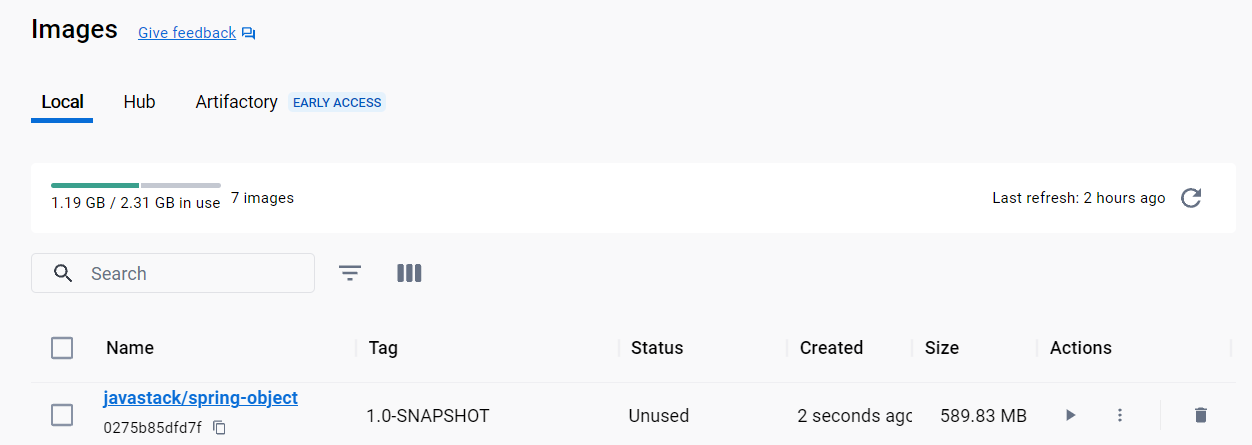 Images Give feedback
Local Hub Artifactory EARLY ACCESS
1.19 GB / 2.31 GB in use 7 images Last refresh: 2 hours ago
Search
Name Tag Status Created Size Actions
javastack/spring-object
1.0-SNAPSHOT Unused 2 seconds ago 589.83 MB
0275b85dfd7f